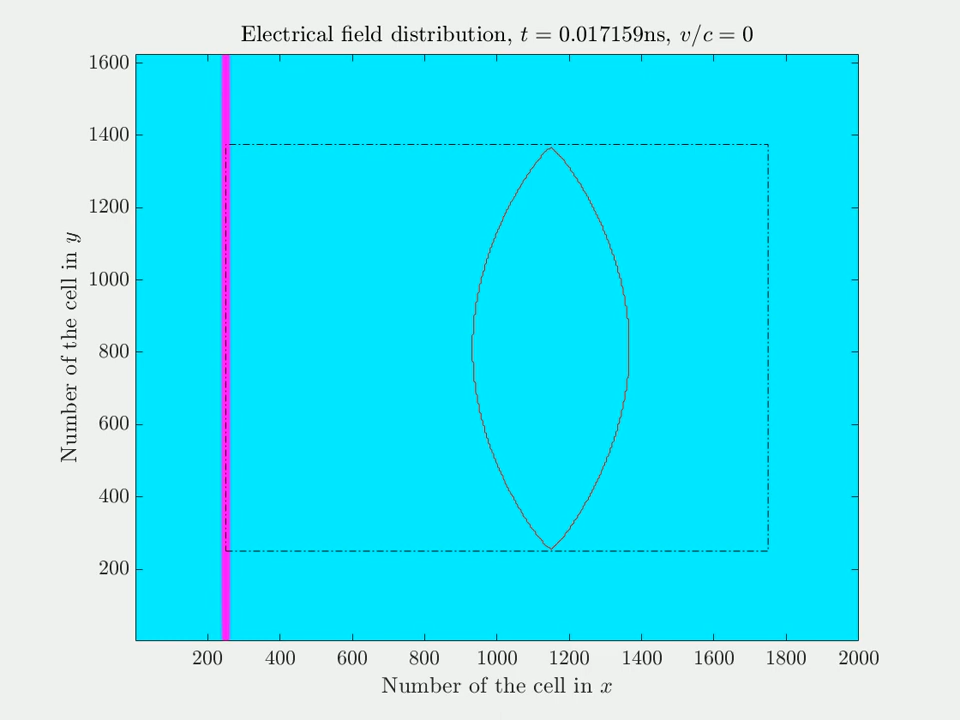 Electrical field distribution, t = 0.017159ns, v/c = 0
1600
1400
1200
1000
800
600
400
200
Number of the cell in y
200 400 600 800 1000 1200 1400 1600 1800 2000
Number of the cell in x